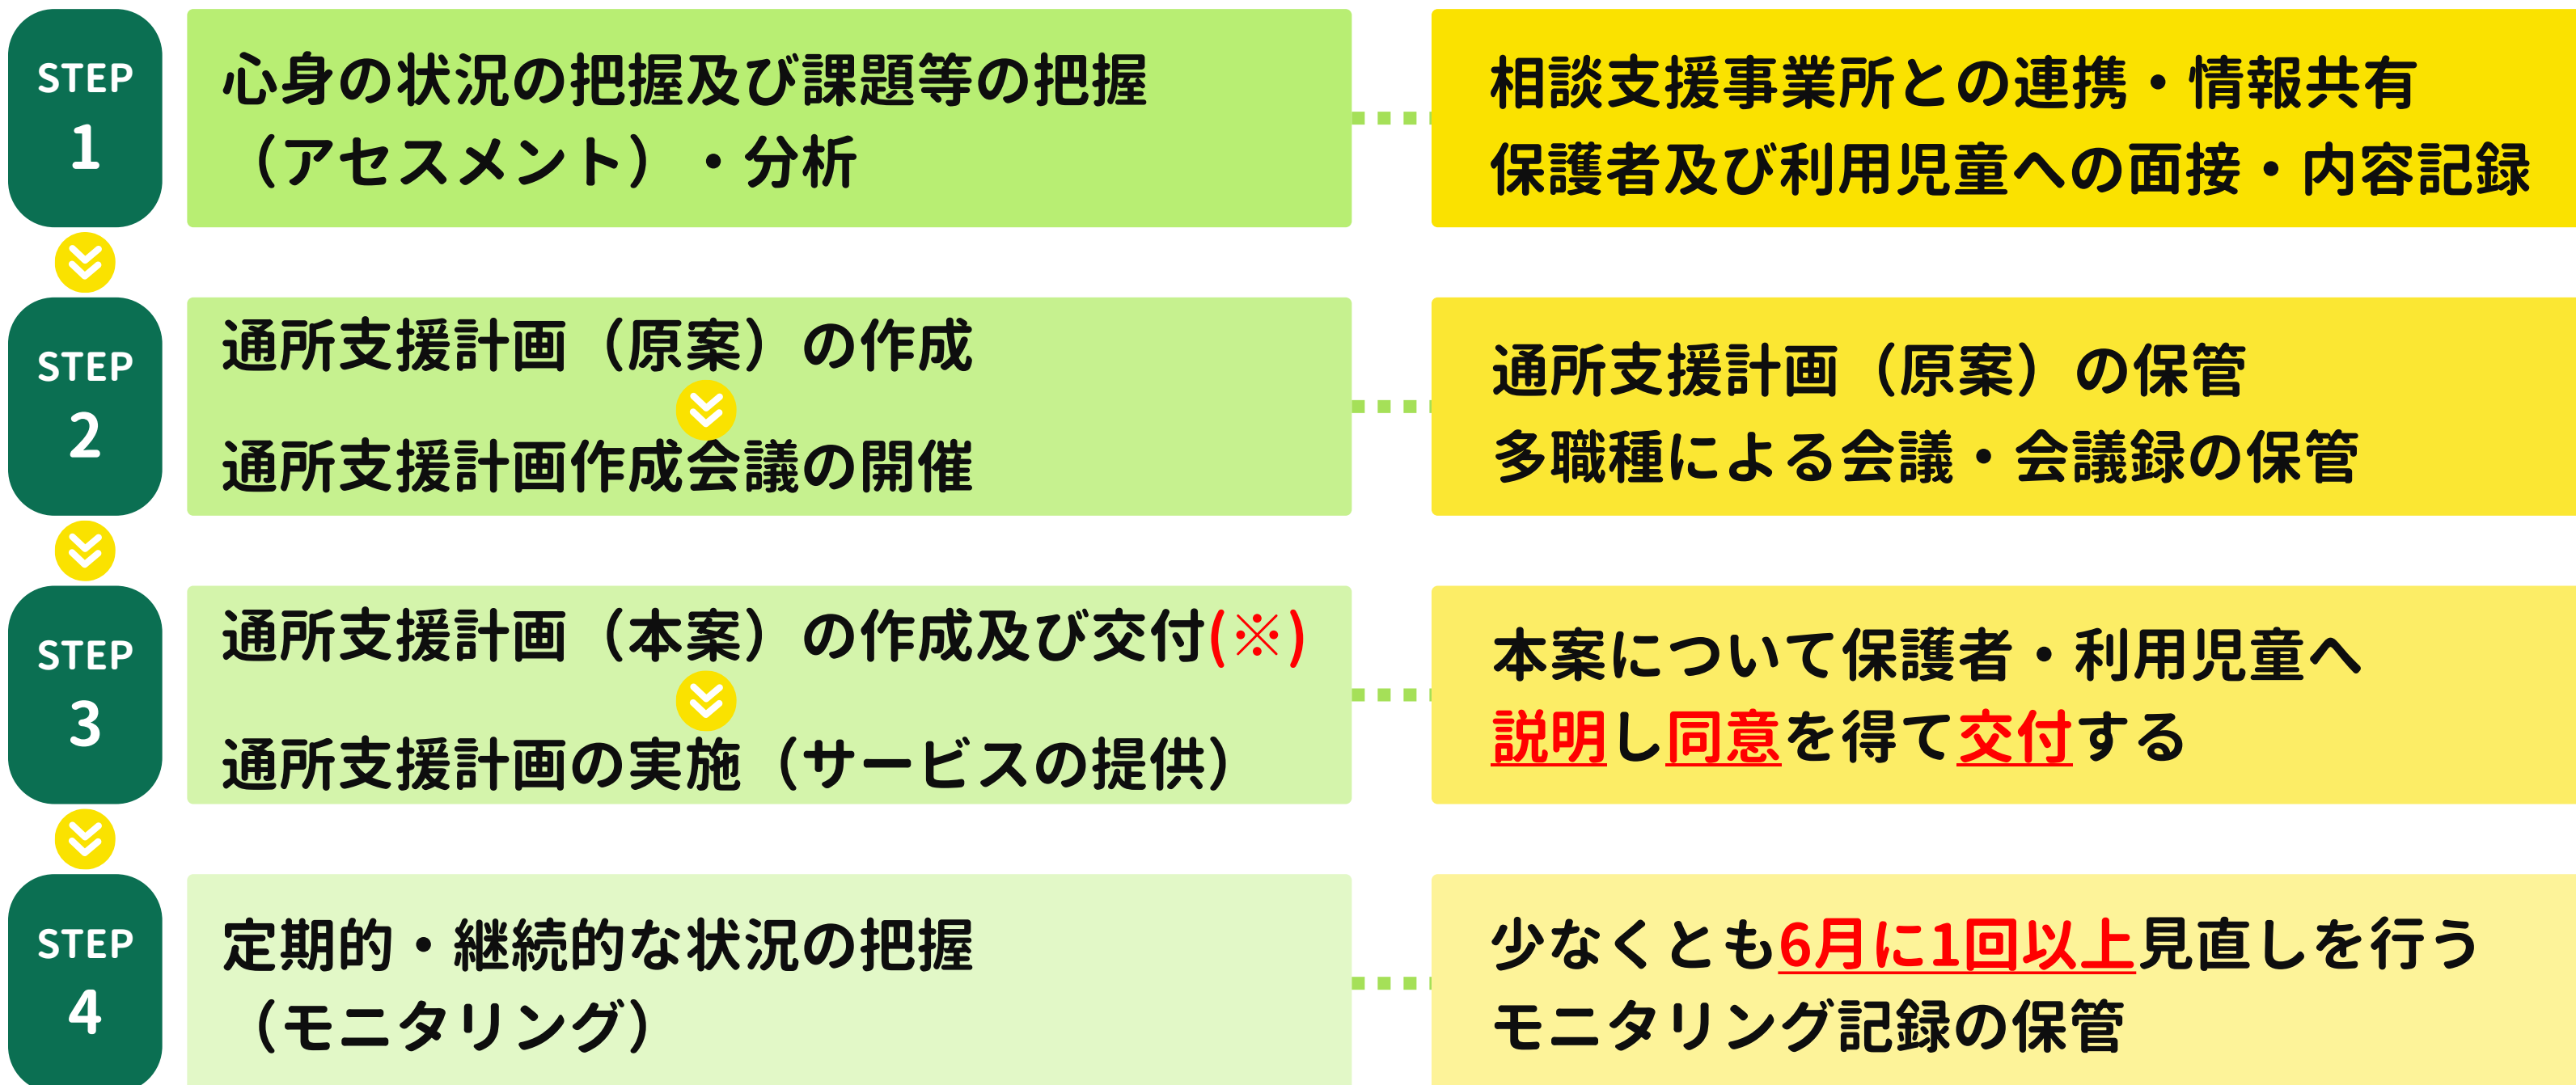 STEP
1
心身の状況の把握及び課題等の把握
（アセスメント）・分析
相談支援事業所との連携・情報共有
保護者及び利用児童への面接・内容記録
STEP
2
通所支援計画（原案）の作成
通所支援計画作成会議の開催
通所支援計画（原案）の保管
多職種による会議・会議録の保管
STEP
3
通所支援計画（本案）の作成及び交付(※)
通所支援計画の実施（サービスの提供）
本案について保護者・利用児童へ
説明し同意を得て交付する
STEP
4
定期的・継続的な状況の把握
（モニタリング）
少なくとも6月に1回以上見直しを行う
モニタリング記録の保管